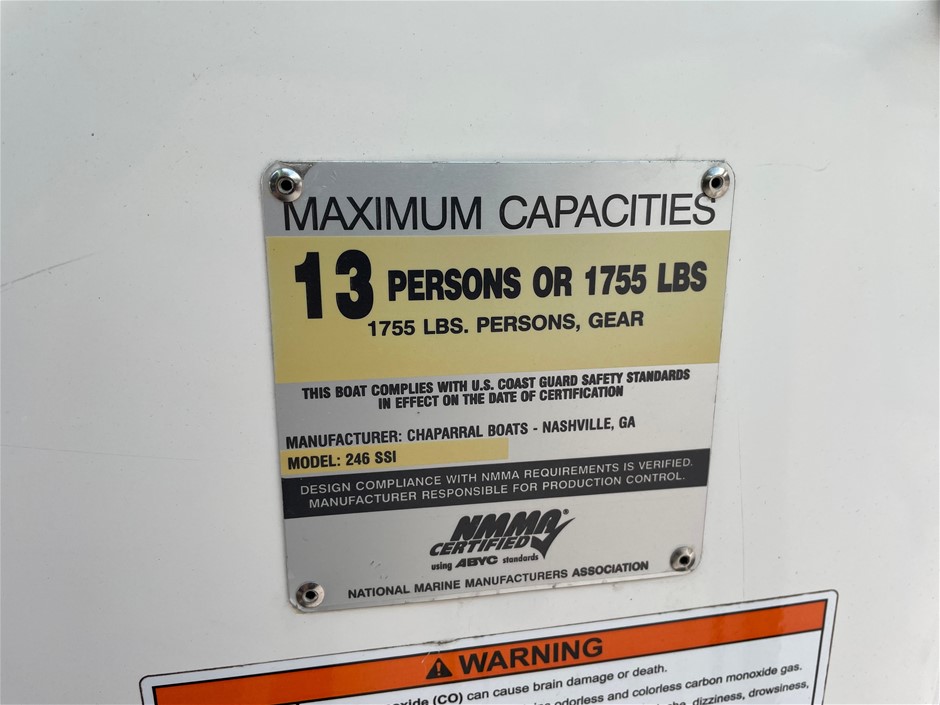 MAXIMUM CAPACITIES
13 PERSONS OR 1755 LBS
1755 LBS. PERSONS, GEAR
THIS BOAT COMPLIES WITH U.S. COAST GUARD SAFETY STANDARDS
IN EFFECT ON THE DATE OF CERTIFICATION
MANUFACTURER: CHAPARRAL BOATS - NASHVILLE, GA
MODEL: 246 SSI
DESIGN COMPLIANCE WITH NMMA REQUIREMENTS IS VERIFIED.
MANUFACTURER RESPONSIBLE FOR PRODUCTION CONTROL.
NMMA®
CERTIFIED
using ABYC standards
NATIONAL MARINE MANUFACTURERS ASSOCIATION
WARNING
(CO) can cause brain damage or death.
odorless and colorless carbon monoxide gas.
dizziness, drowsiness,